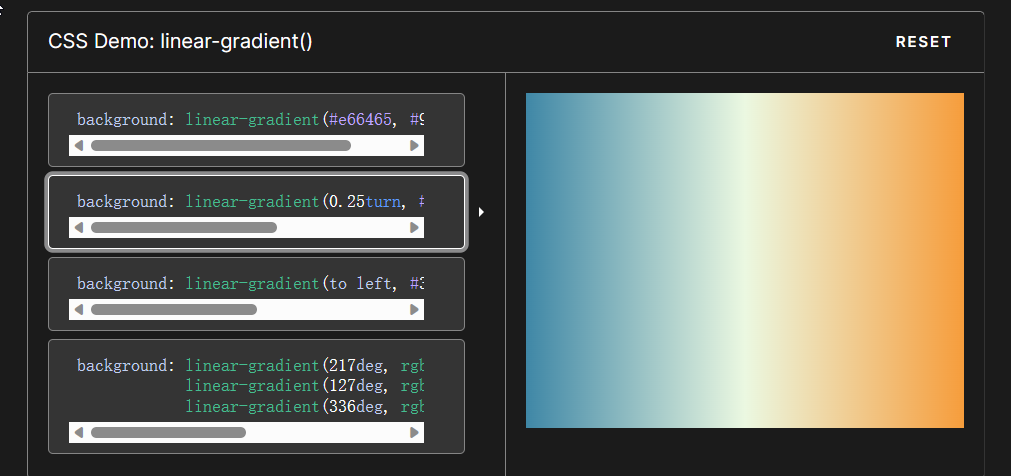 CSS Demo: linear-gradient()
RESET
background: linear-gradient(#e66465, #9
background: linear-gradient(0.25turn, #
background: linear-gradient(to left, #3
background: linear-gradient(217deg, rgb
linear-gradient(127deg, rgb
linear-gradient(336deg, rgb